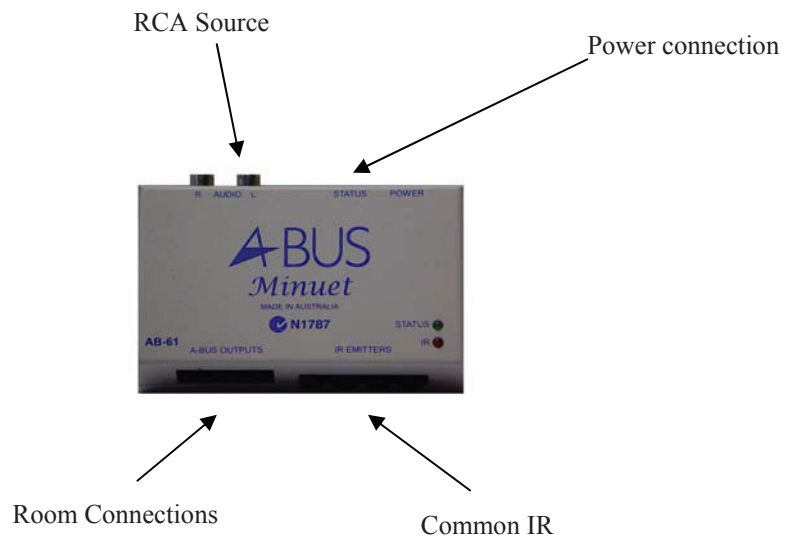 RCA Source
Power connection
R AUDIO L
STATUS POWER
A-BUS
Minuet
MADE IN AUSTRALIA
N1787
STATUS
IR
AB-61
A-BUS OUTPUTS
IR EMITTERS
Room Connections
Common IR